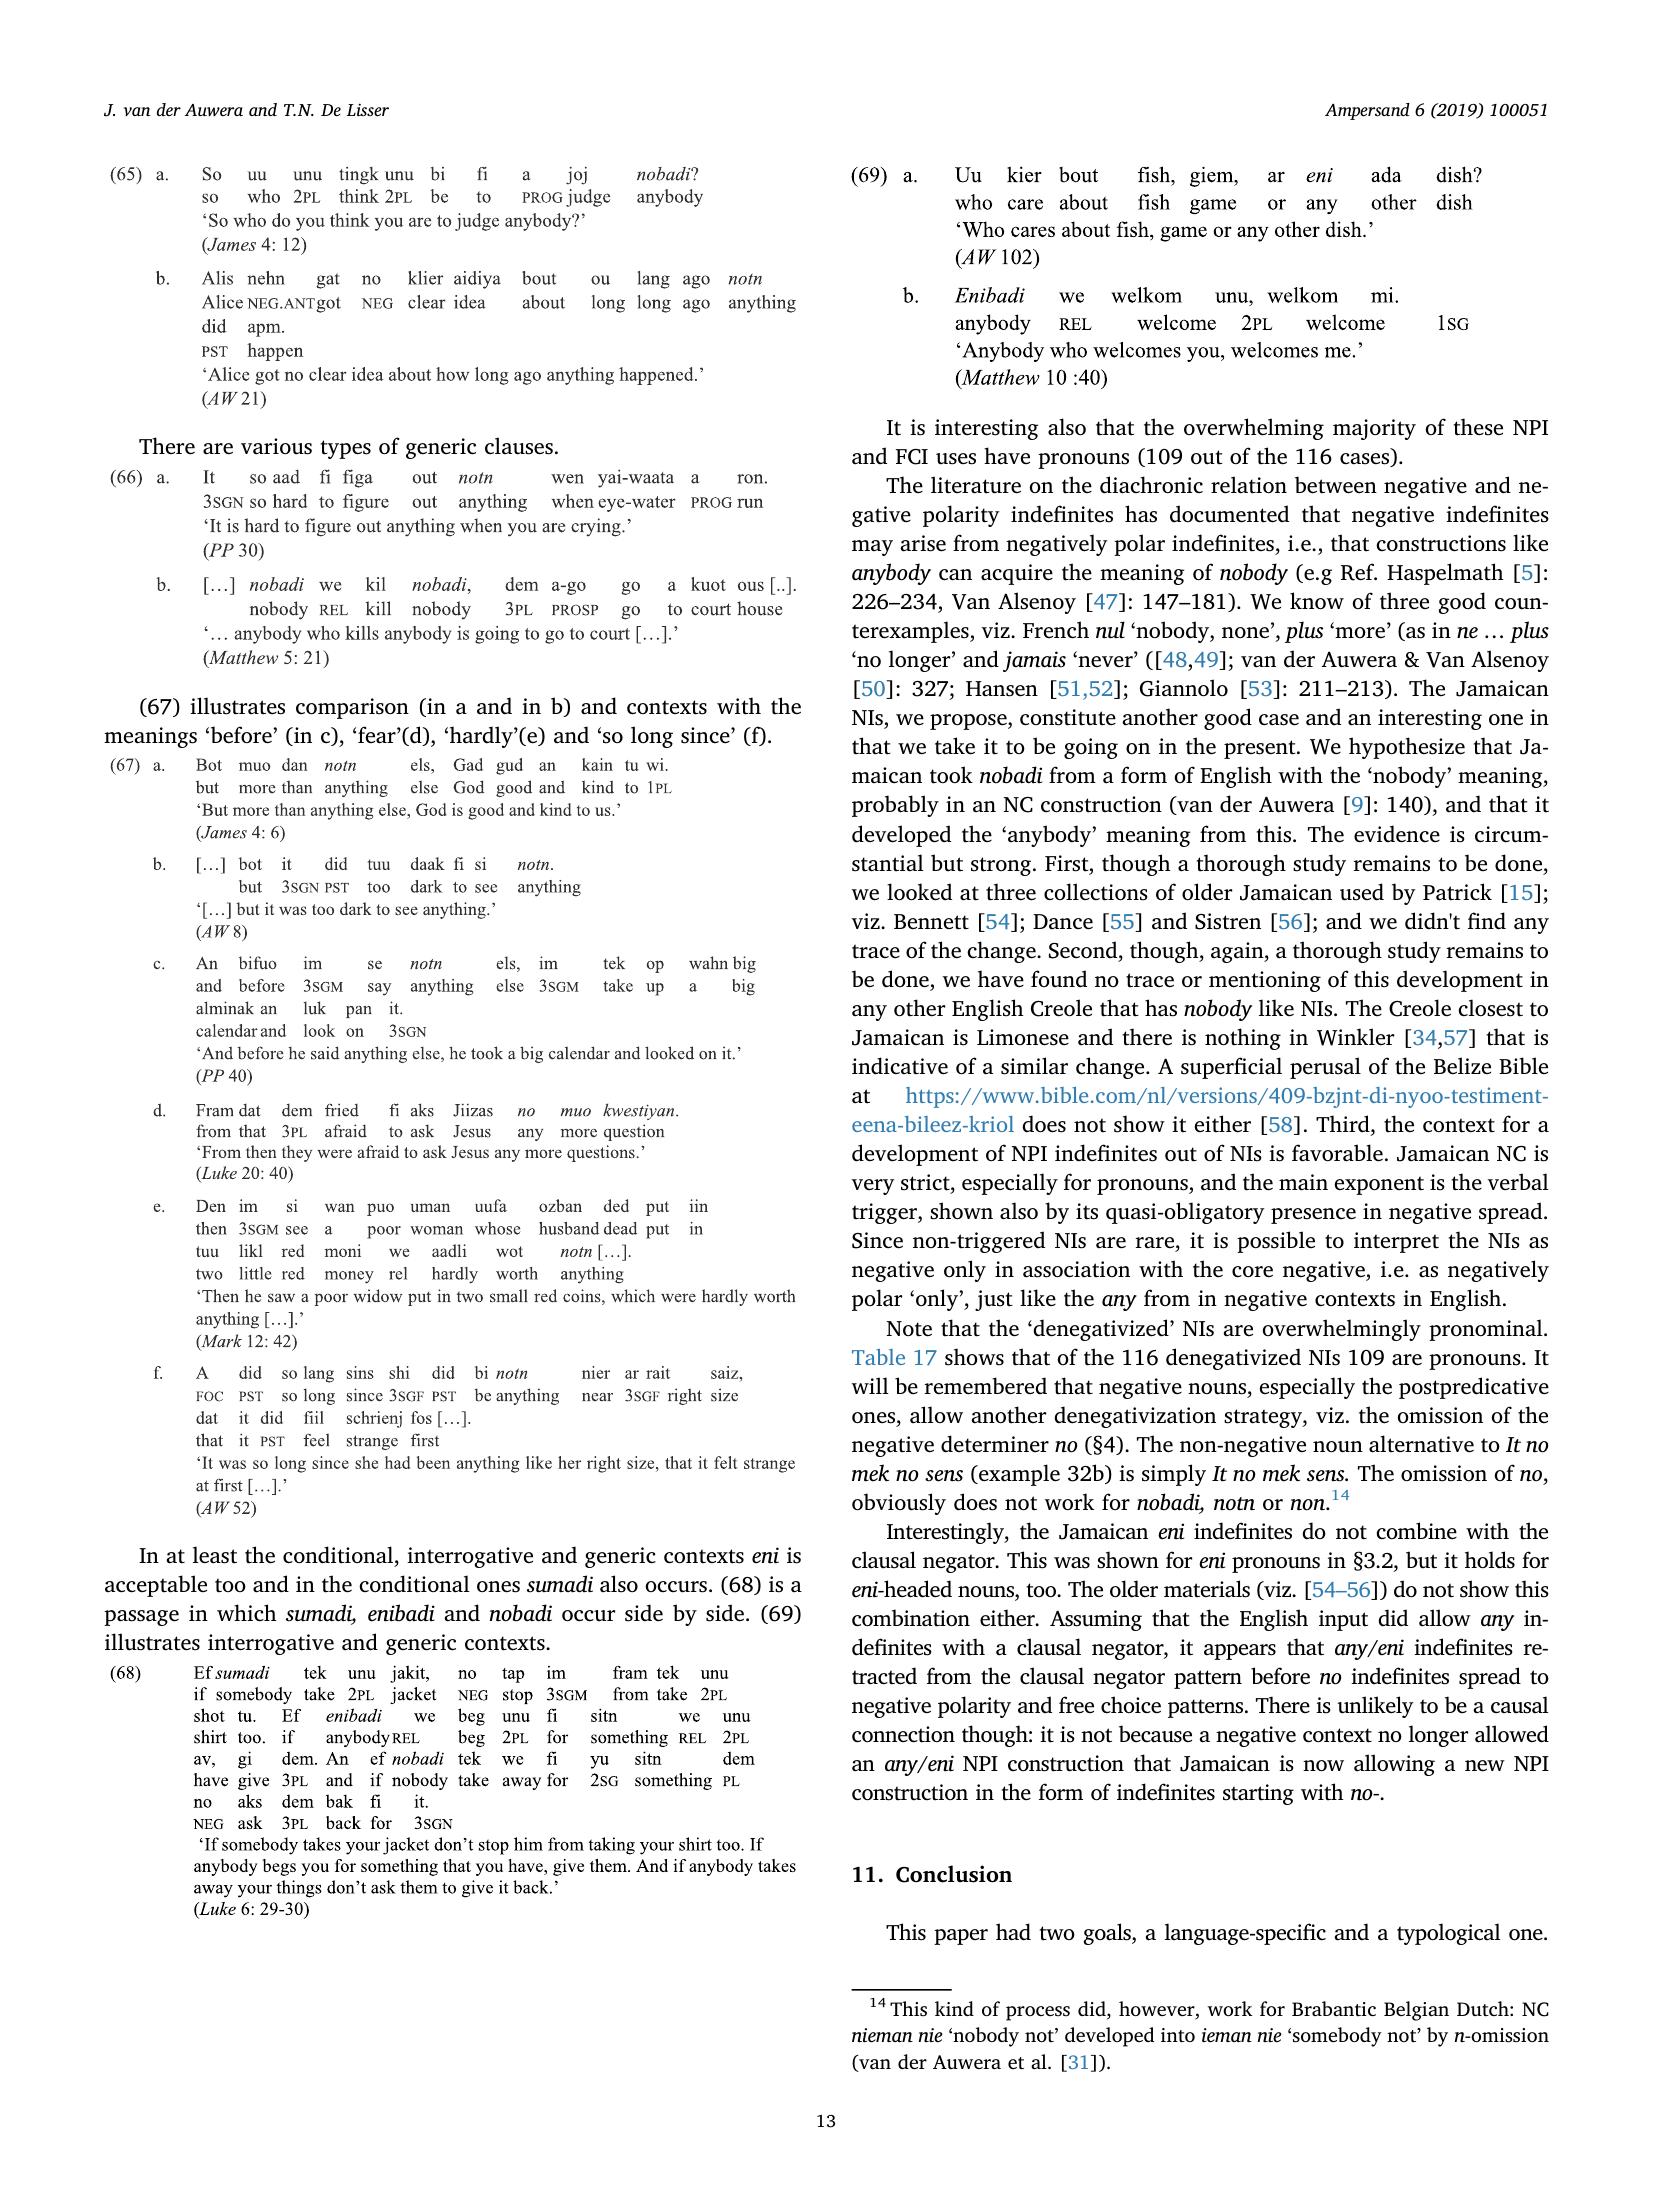 J. van der Auwera and T.N. De Lisser
Ampersand 6 (2019) 100051
(65) a. So uu unu tingk unu bi fi a joj nobadi?
so who 2PL think 2PL be to PROG judge anybody
‘So who do you think you are to judge anybody?’
(James 4: 12)
b. Alis nehn gat no klier aidiya bout ou lang ago notn
Alice NEG.ANT got NEG clear idea about long long ago anything
did apm.
PST happen
‘Alice got no clear idea about how long ago anything happened.’
(AW 21)
There are various types of generic clauses.
(66) a. It so aad fi figa out notn wen yai-waata a ron.
3SGN so hard to figure out anything when eye-water PROG run
‘It is hard to figure out anything when you are crying.’
(PP 30)
b. […] nobadi we kil nobadi, dem a-go go a kuot ous [..].
nobody REL kill nobody 3PL PROSP go to court house
‘… anybody who kills anybody is going to go to court […].’
(Matthew 5: 21)
(67) illustrates comparison (in a and in b) and contexts with the
meanings ‘before’ (in c), ‘fear’(d), ‘hardly’(e) and ‘so long since’ (f).
(67) a. Bot muo dan notn els, Gad gud an kain tu wi.
but more than anything else God good and kind to 1PL
‘But more than anything else, God is good and kind to us.’
(James 4: 6)
b. […] bot it did tuu daak fi si notn.
but 3SGN PST too dark to see anything
‘[…] but it was too dark to see anything.’
(AW 8)
c. An bifuo im se notn els, im tek op wahn big
and before 3SGM say anything else 3SGM take up a big
alminak an luk pan it.
calendar and look on 3SGN
‘And before he said anything else, he took a big calendar and looked on it.’
(PP 40)
d. Fram dat dem fried fi aks Jiizas no muo kwestiyan.
from that 3PL afraid to ask Jesus any more question
‘From then they were afraid to ask Jesus any more questions.’
(Luke 20: 40)
e. Den im si wan puo uman uufa ozban ded put iin
then 3SGM see a poor woman whose husband dead put in
tuu likl red moni we aadli wot notn […].
two little red money rel hardly worth anything
‘Then he saw a poor widow put in two small red coins, which were hardly worth
anything […].’
(Mark 12: 42)
f. A did so lang sins shi did bi notn nier ar rait saiz,
FOC PST so long since 3SGF PST be anything near 3SGF right size
dat it did fiil schrienj fos […].
that it PST feel strange first
‘It was so long since she had been anything like her right size, that it felt strange
at first […].’
(AW 52)
In at least the conditional, interrogative and generic contexts eni is
acceptable too and in the conditional ones sumadi also occurs. (68) is a
passage in which sumadi, enibadi and nobadi occur side by side. (69)
illustrates interrogative and generic contexts.
(68) Ef sumadi tek unu jakit, no tap im fram tek unu
if somebody take 2PL jacket NEG stop 3SGM from take 2PL
shot tu. Ef enibadi we beg unu fi sitn we unu
shirt too. if anybody REL beg 2PL for something REL 2PL
av, gi dem. An ef nobadi tek we fi yu sitn dem
have give 3PL and if nobody take away for 2SG something PL
no aks dem bak fi it.
NEG ask 3PL back for 3SGN
‘If somebody takes your jacket don’t stop him from taking your shirt too. If
anybody begs you for something that you have, give them. And if anybody takes
away your things don’t ask them to give it back.’
(Luke 6: 29-30)
(69) a. Uu kier bout fish, giem, ar eni ada dish?
who care about fish game or any other dish
‘Who cares about fish, game or any other dish.’
(AW 102)
b. Enibadi we welkom unu, welkom mi.
anybody REL welcome 2PL welcome 1SG
‘Anybody who welcomes you, welcomes me.’
(Matthew 10 :40)
It is interesting also that the overwhelming majority of these NPI
and FCI uses have pronouns (109 out of the 116 cases).
The literature on the diachronic relation between negative and ne-
gative polarity indefinites has documented that negative indefinites
may arise from negatively polar indefinites, i.e., that constructions like
anybody can acquire the meaning of nobody (e.g Ref. Haspelmath [5]:
226–234, Van Alsenoy [47]: 147–181). We know of three good coun-
terexamples, viz. French nul ‘nobody, none’, plus ‘more’ (as in ne … plus
‘no longer’ and jamais ‘never’ ([48,49]; van der Auwera & Van Alsenoy
[50]: 327; Hansen [51,52]; Giannolo [53]: 211–213). The Jamaican
NIs, we propose, constitute another good case and an interesting one in
that we take it to be going on in the present. We hypothesize that Ja-
maican took nobadi from a form of English with the ‘nobody’ meaning,
probably in an NC construction (van der Auwera [9]: 140), and that it
developed the ‘anybody’ meaning from this. The evidence is circum-
stantial but strong. First, though a thorough study remains to be done,
we looked at three collections of older Jamaican used by Patrick [15];
viz. Bennett [54]; Dance [55] and Sistren [56]; and we didn't find any
trace of the change. Second, though, again, a thorough study remains to
be done, we have found no trace or mentioning of this development in
any other English Creole that has nobody like NIs. The Creole closest to
Jamaican is Limonese and there is nothing in Winkler [34,57] that is
indicative of a similar change. A superficial perusal of the Belize Bible
at https://www.bible.com/nl/versions/409-bzjnt-di-nyoo-testiment-
eena-bileez-kriol does not show it either [58]. Third, the context for a
development of NPI indefinites out of NIs is favorable. Jamaican NC is
very strict, especially for pronouns, and the main exponent is the verbal
trigger, shown also by its quasi-obligatory presence in negative spread.
Since non-triggered NIs are rare, it is possible to interpret the NIs as
negative only in association with the core negative, i.e. as negatively
polar ‘only’, just like the any from in negative contexts in English.
Note that the ‘denegativized’ NIs are overwhelmingly pronominal.
Table 17 shows that of the 116 denegativized NIs 109 are pronouns. It
will be remembered that negative nouns, especially the postpredicative
ones, allow another denegativization strategy, viz. the omission of the
negative determiner no (§4). The non-negative noun alternative to It no
mek no sens (example 32b) is simply It no mek sens. The omission of no,
obviously does not work for nobadi, notn or non.14
Interestingly, the Jamaican eni indefinites do not combine with the
clausal negator. This was shown for eni pronouns in §3.2, but it holds for
eni-headed nouns, too. The older materials (viz. [54–56]) do not show this
combination either. Assuming that the English input did allow any in-
definites with a clausal negator, it appears that any/eni indefinites re-
tracted from the clausal negator pattern before no indefinites spread to
negative polarity and free choice patterns. There is unlikely to be a causal
connection though: it is not because a negative context no longer allowed
an any/eni NPI construction that Jamaican is now allowing a new NPI
construction in the form of indefinites starting with no-.
11. Conclusion
This paper had two goals, a language-specific and a typological one.
14 This kind of process did, however, work for Brabantic Belgian Dutch: NC
nieman nie ‘nobody not’ developed into ieman nie ‘somebody not’ by n-omission
(van der Auwera et al. [31]).
13